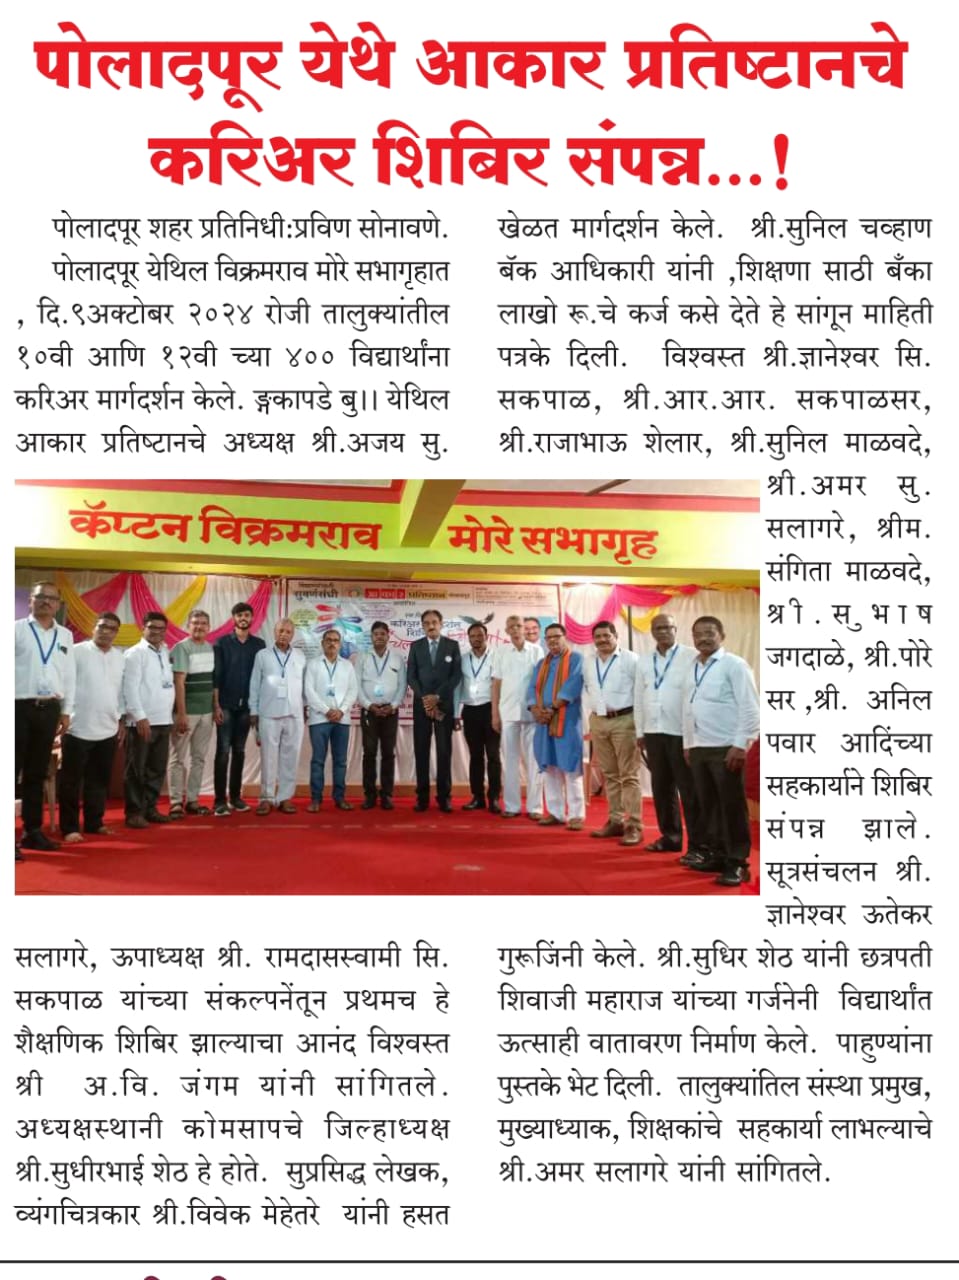 पोलादपूर येथे आकार प्रतिष्टानचे
करिअर शिबिर संपन्न...!
पोलादपूर शहर प्रतिनिधी:प्रविण सोनावणे.
पोलादपूर येथिल विक्रमराव मोरे सभागृहात
, दि.९अक्टोबर २०२४ रोजी तालुक्यांतील
१०वी आणि १२वी च्या ४०० विद्यार्थांना
करिअर मार्गदर्शन केले. ङ्गकापडे बु|| येथिल
आकार प्रतिष्टानचे अध्यक्ष श्री.अजय सु.
कॅप्टन विक्रमराव मोरे सभागृह
सुवर्णसंधी
आकार प्रतिष्ठान
सलागरे, ऊपाध्यक्ष श्री. रामदासस्वामी सि.
सकपाळ यांच्या संकल्पनेंतून प्रथमच हे
शैक्षणिक शिबिर झाल्याचा आनंद विश्वस्त
श्री अ.वि. जंगम यांनी सांगितले.
अध्यक्षस्थानी कोमसापचे जिल्हाध्यक्ष
श्री.सुधीरभाई शेठ हे होते. सुप्रसिद्ध लेखक,
व्यंगचित्रकार श्री.विवेक मेहेतरे यांनी हसत
खेळत मार्गदर्शन केले. श्री.सुनिल चव्हाण
बॅक आधिकारी यांनी ,शिक्षणा साठी बँका
लाखो रू.चे कर्ज कसे देते हे सांगून माहिती
पत्रके दिली. विश्वस्त श्री.ज्ञानेश्वर सि.
सकपाळ, श्री.आर.आर. सकपाळसर,
श्री.राजाभाऊ शेलार, श्री.सुनिल माळवदे,
श्री.अमर सु.
सलागरे, श्रीम.
संगिता माळवदे,
श्री.सुभाष
जगदाळे, श्री.पोरे
सर ,श्री. अनिल
पवार आदिंच्या
सहकार्याने शिबिर
संपन्न झाले.
सूत्रसंचलन श्री.
ज्ञानेश्वर ऊतेकर
गुरूजिंनी केले. श्री.सुधिर शेठ यांनी छत्रपती
शिवाजी महाराज यांच्या गर्जनेनी विद्यार्थांत
ऊत्साही वातावरण निर्माण केले. पाहुण्यांना
पुस्तके भेट दिली. तालुक्यांतिल संस्था प्रमुख,
मुख्याध्याक, शिक्षकांचे सहकार्या लाभल्याचे
श्री.अमर सलागरे यांनी सांगितले.